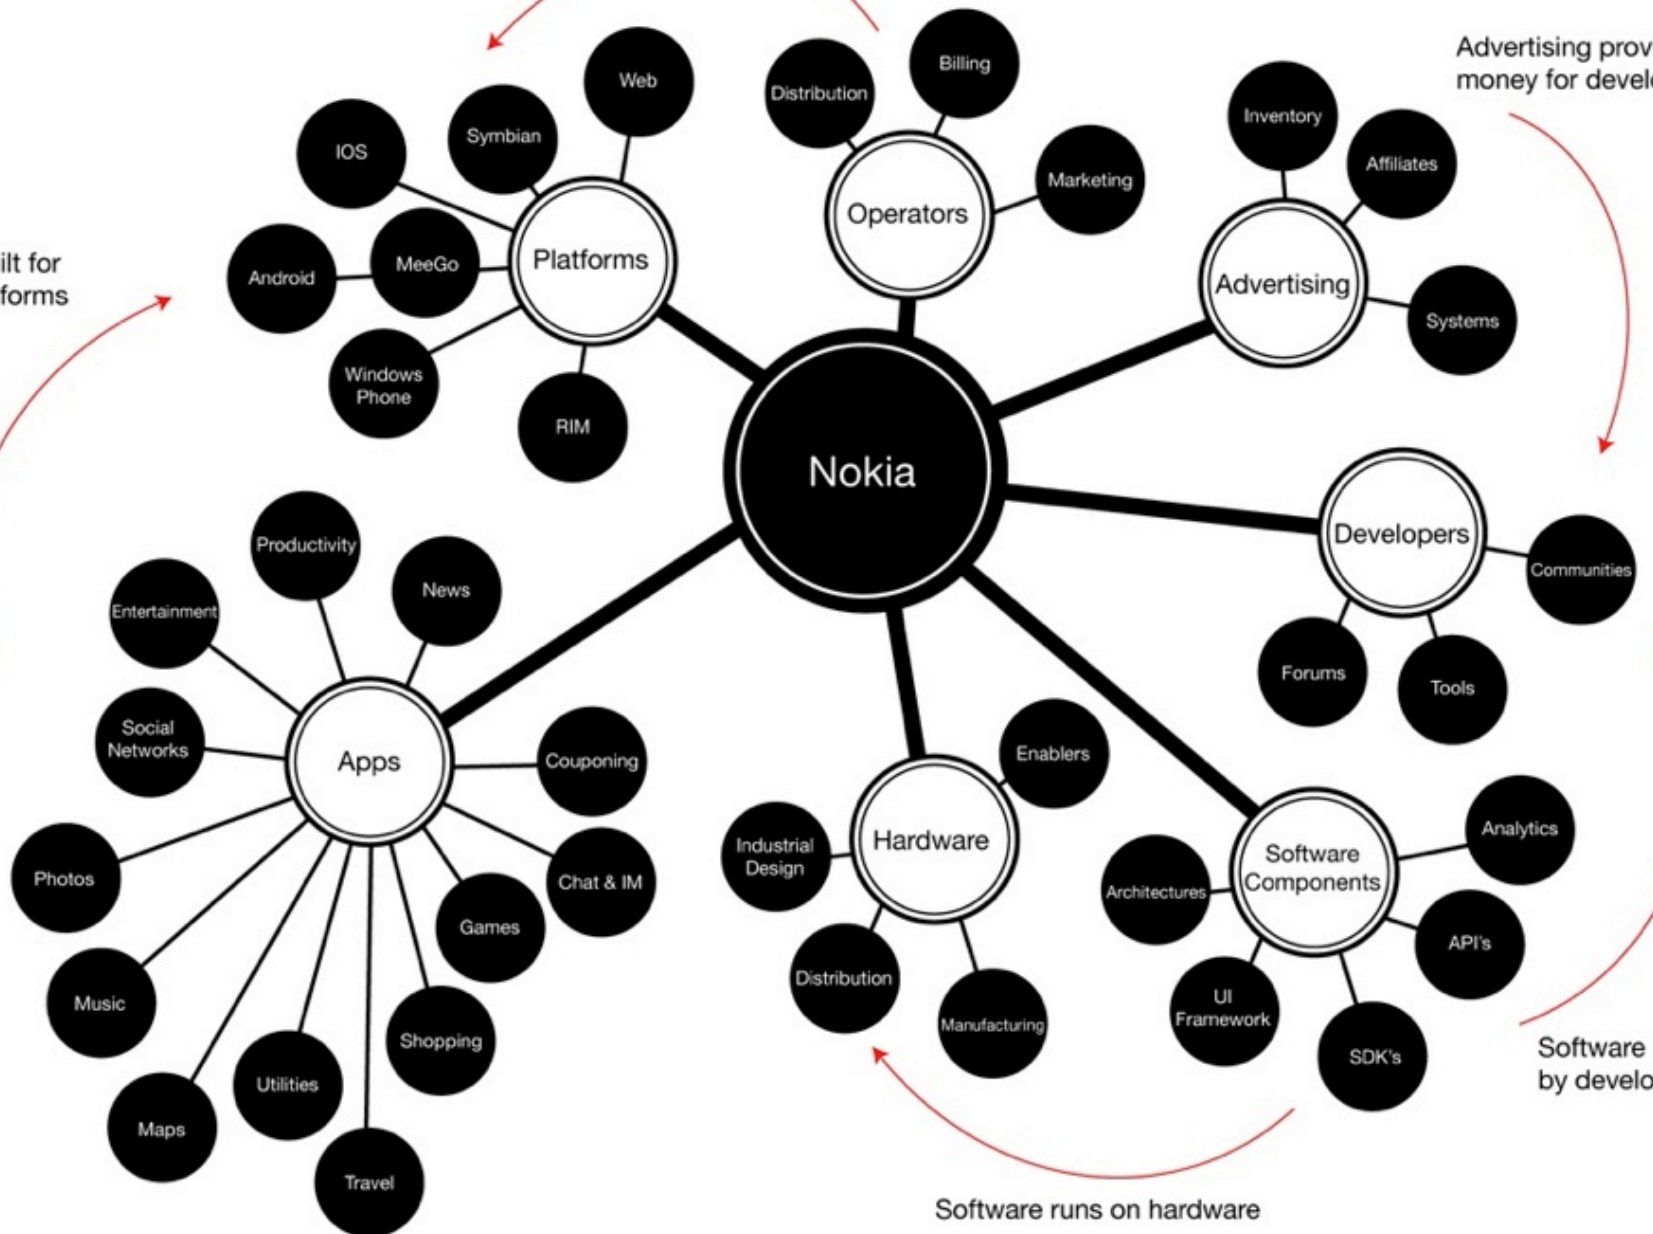 Advertising prov
money for develo
Web
Billing
Distribution
Inventory
Symbian
IOS
Affiliates
Marketing
Operators
Platforms
MeeGo
Android
ilt for
forms
Advertising
Systems
Windows
Phone
RIM
Nokia
Developers
Communities
Productivity
News
Entertainment
Forums
Tools
Social
Networks
Apps
Couponing
Enablers
Analytics
Hardware
Industrial
Design
Software
Components
Photos
Chat & IM
Architectures
Games
API's
Distribution
Music
UI
Framework
Manufacturing
Shopping
SDK's
Software
by develo
Utilities
Maps
Travel
Software runs on hardware